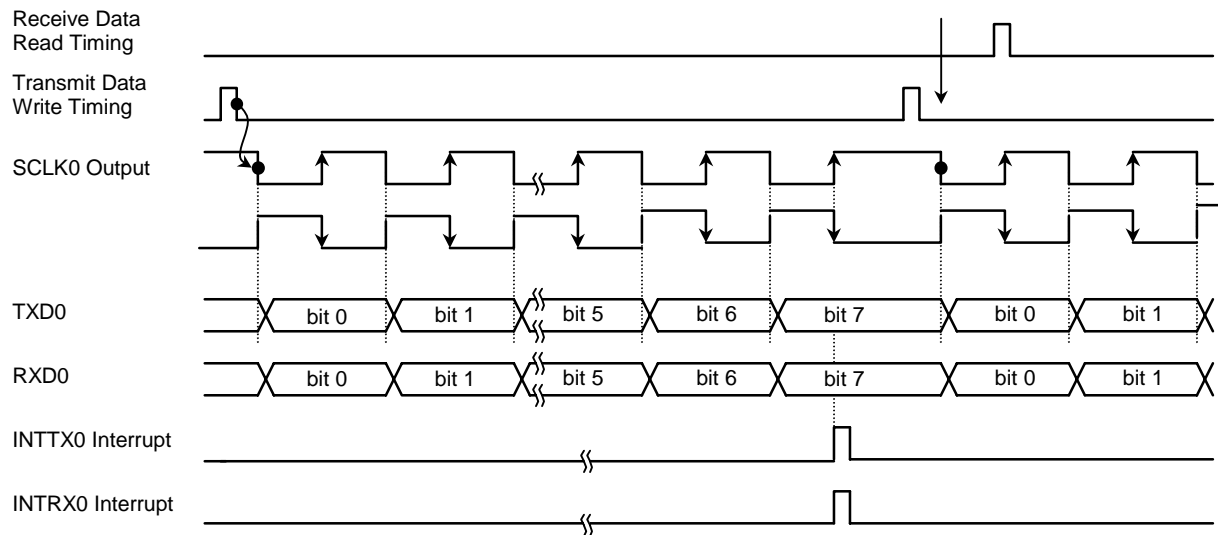 Receive Data
Read Timing
Transmit Data
Write Timing
SCLK0 Output
TXD0
bit 0
bit 1
bit 5
bit 6
bit 7
bit 0
bit 1
RXD0
bit 0
bit 1
bit 5
bit 6
bit 7
bit 0
bit 1
INTTX0 Interrupt
INTRX0 Interrupt